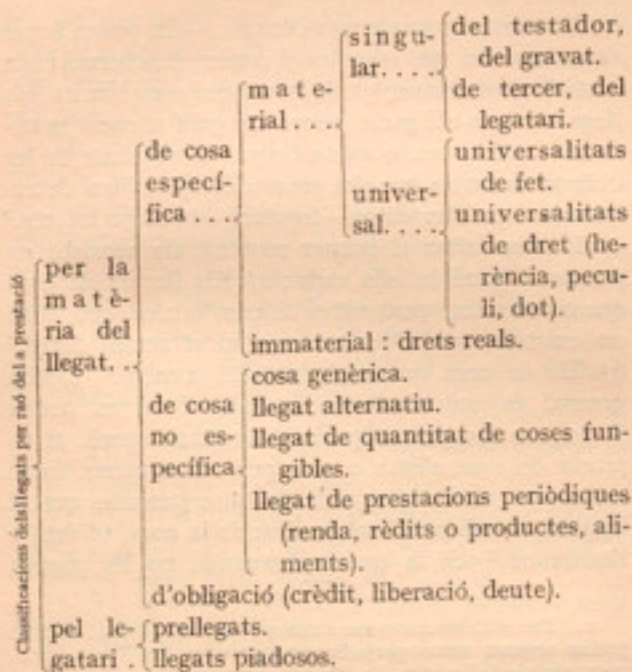 Classificacions dels llegats per raó del a prestació
per la
m a t è-
ria del
llegat. . .
de cosa
especí-
fica . . .
m a t e-
rial . . .
singu-
lar. . . .
del testador,
del gravat.
de tercer, del
legatari.
univer-
sal. . . .
universalitats
de fet.
universalitats
de dret (he-
rència, pecu-
li, dot).
immaterial : drets reals.
de cosa
no es-
pecífica
cosa genèrica.
llegat alternatiu.
llegat de quantitat de coses fun-
gibles.
llegat de prestacions periòdiques
(renda, rèdits o productes, ali-
ments).
d'obligació (crèdit, liberació, deute).
pel le-
gatari .
prellegats.
llegats piadosos.